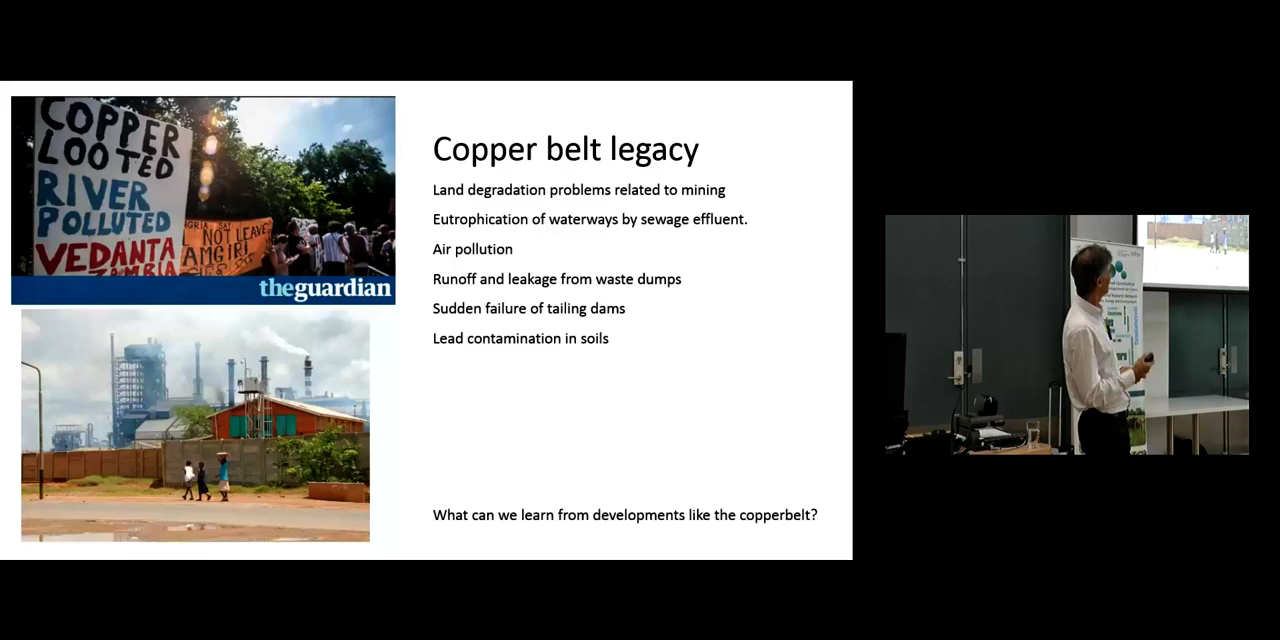 COPPER
LOOTED
RIVER
POLLUTED
VEDANTA
ZAMBIA
NOT LEAVE
theguardian
Copper belt legacy
Land degradation problems related to mining
Eutrophication of waterways by sewage effluent.
Air pollution
Runoff and leakage from waste dumps
Sudden failure of tailing dams
Lead contamination in soils
What can we learn from developments like the copperbelt?